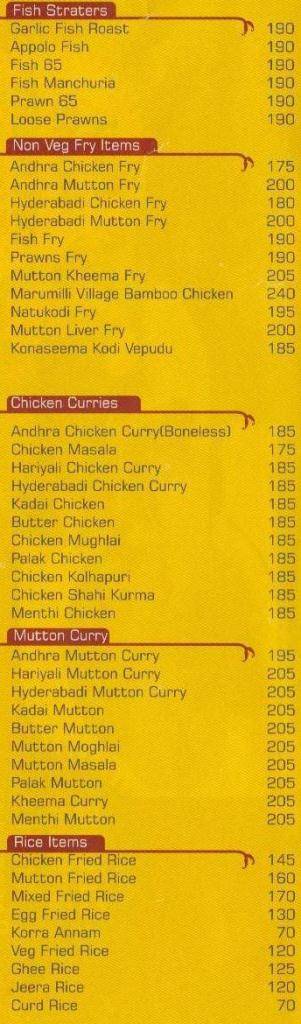 Fish Straters
Garlic Fish Roast 190
Appolo Fish 190
Fish 65 190
Fish Manchuria 190
Prawn 65 190
Loose Prawns 190
Non Veg Fry Items
Andhra Chicken Fry 175
Andhra Mutton Fry 200
Hyderabadi Chicken Fry 180
Hyderabadi Mutton Fry 200
Fish Fry 190
Prawns Fry 190
Mutton Kheema Fry 205
Marumilli Village Bamboo Chicken 240
Natukodi Fry 195
Mutton Liver Fry 200
Konaseema Kodi Vepudu 185
Chicken Curries
Andhra Chicken Curry(Boneless) 185
Chicken Masala 175
Hariyali Chicken Curry 185
Hyderabadi Chicken Curry 185
Kadai Chicken 185
Butter Chicken 185
Chicken Mughlai 185
Palak Chicken 185
Chicken Kolhapuri 185
Chicken Shahi Kurma 185
Menthi Chicken 185
Mutton Curry
Andhra Mutton Curry 195
Hariyali Mutton Curry 205
Hyderabadi Mutton Curry 205
Kadai Mutton 205
Butter Mutton 205
Mutton Moghlai 205
Mutton Masala 205
Palak Mutton 205
Kheema Curry 205
Menthi Mutton 205
Rice Items
Chicken Fried Rice 145
Mutton Fried Rice 160
Mixed Fried Rice 170
Egg Fried Rice 130
Korra Annam 70
Veg Fried Rice 120
Ghee Rice 125
Jeera Rice 120
Curd Rice 70